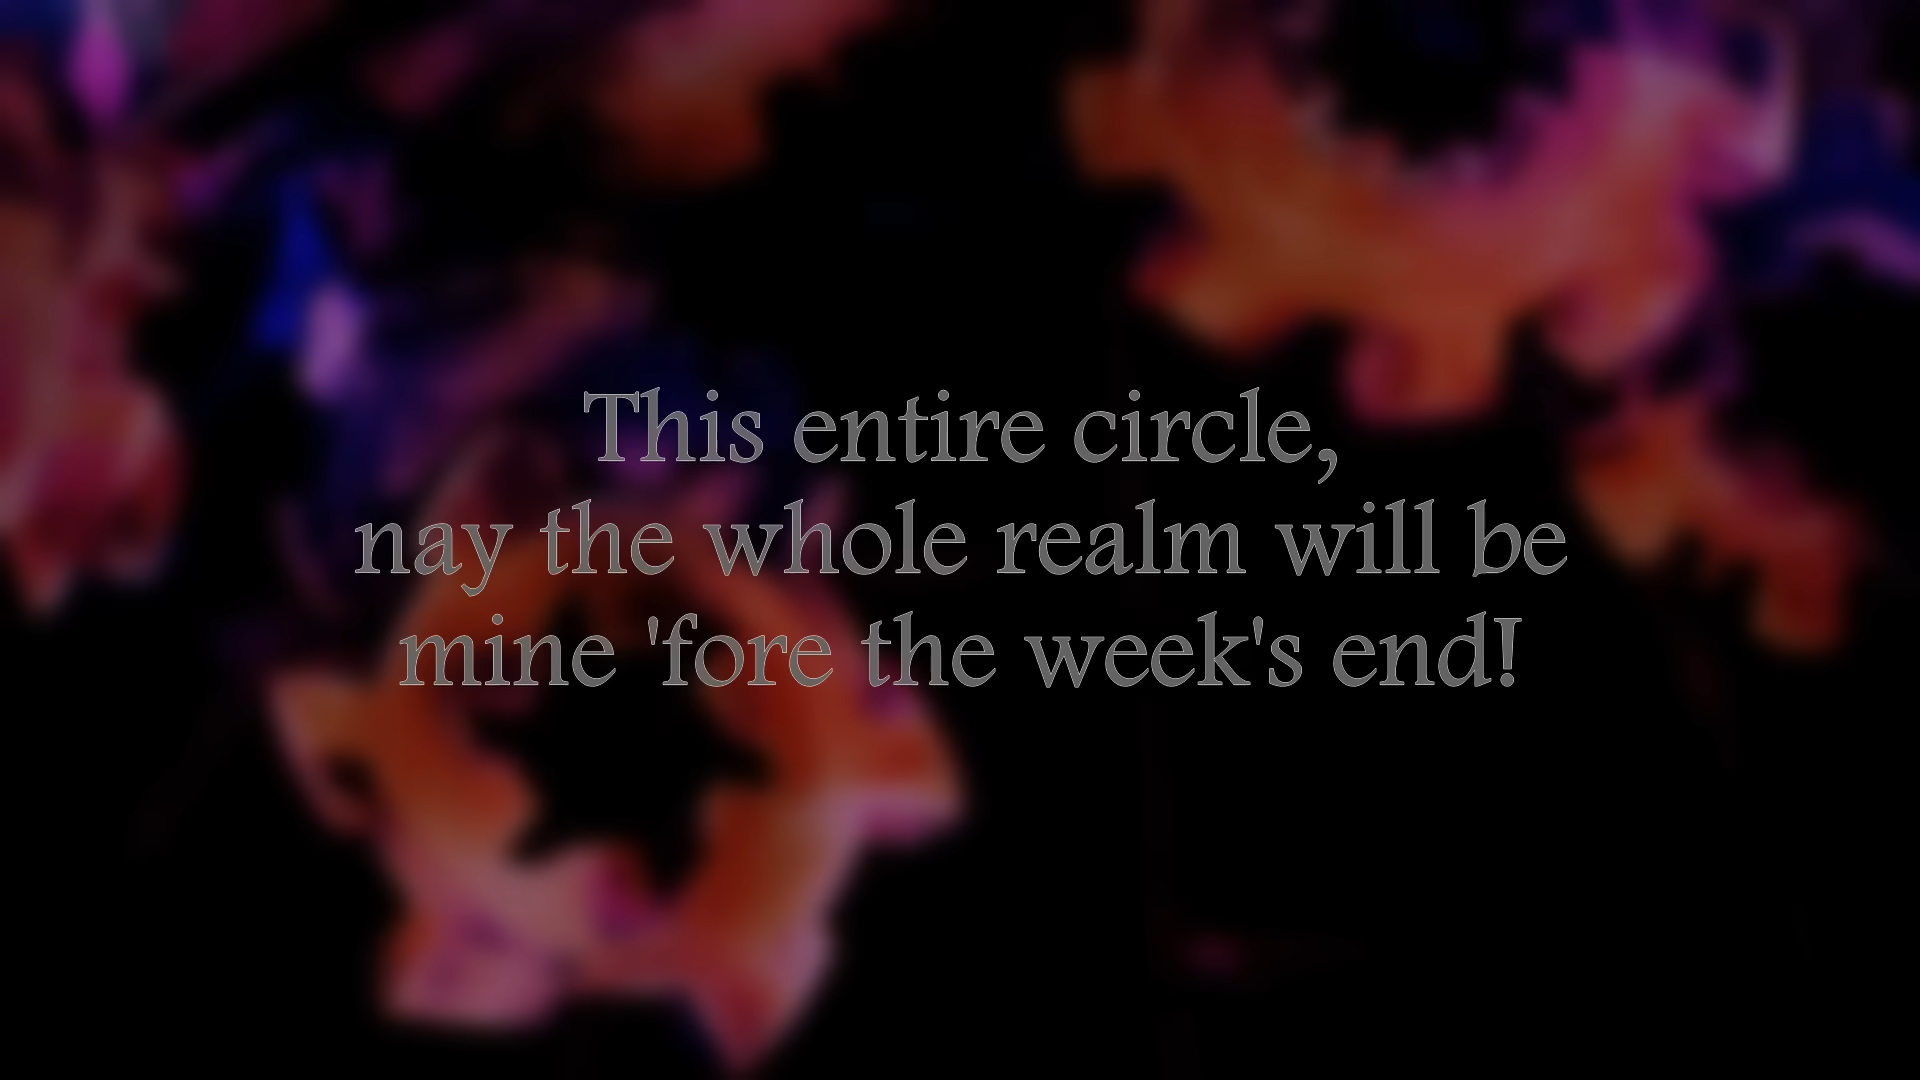 This entire circle,
nay the whole realm will be
mine 'fore the week's end!